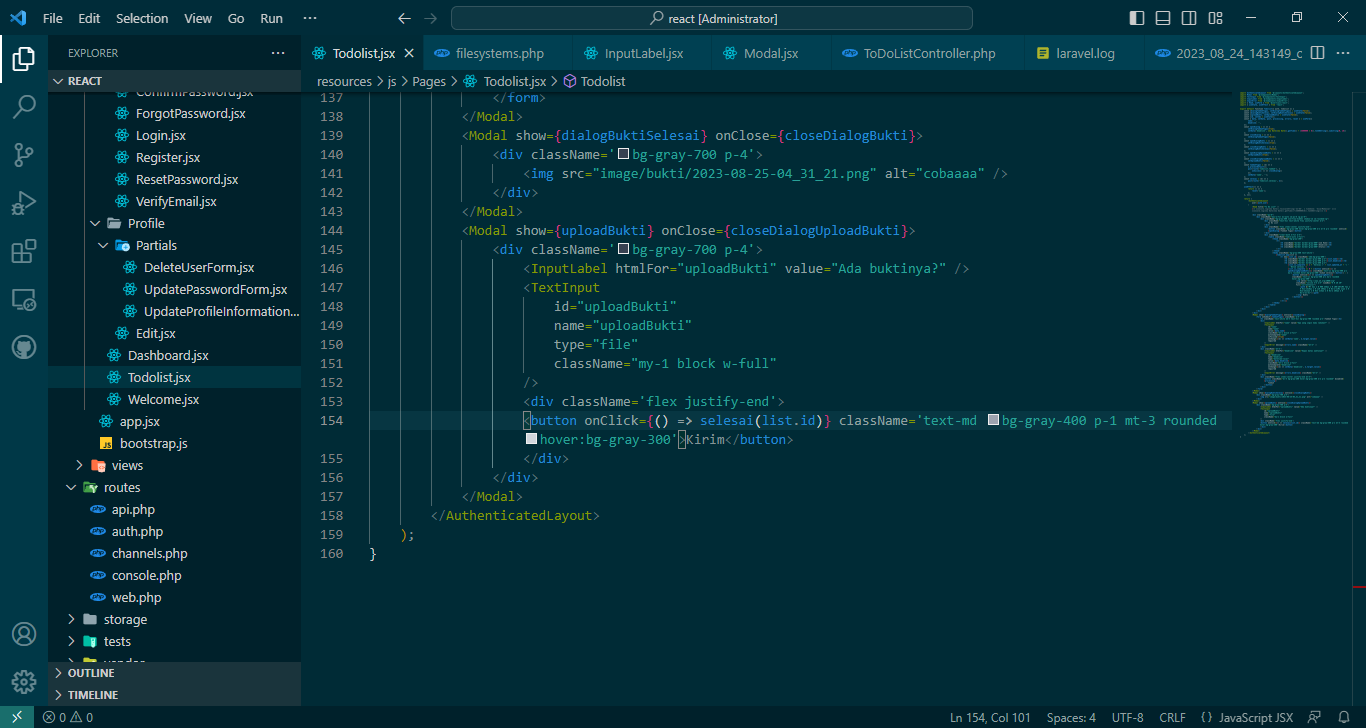 File Edit Selection View Go Run ··· react [Administrator]
EXPLORER ···
REACT
ConfirmPassword.jsx
ForgotPassword.jsx
Login.jsx
Register.jsx
ResetPassword.jsx
VerifyEmail.jsx
Profile
Partials
DeleteUserForm.jsx
UpdatePasswordForm.jsx
UpdateProfileInformation...
Edit.jsx
Dashboard.jsx
Todolist.jsx
Welcome.jsx
app.jsx
JS bootstrap.js
views
routes
api.php
auth.php
channels.php
console.php
web.php
storage
tests
vendor
OUTLINE
TIMELINE
Todolist.jsx filesystems.php InputLabel.jsx Modal.jsx ToDoListController.php laravel.log 2023_08_24_143149_c
resources > js > Pages > Todolist.jsx > Todolist
137 </form>
138 </Modal>
139 <Modal show={dialogBuktiSelesai} onClose={closeDialogBukti}>
140 <div className='bg-gray-700 p-4'>
141 <img src="image/bukti/2023-08-25-04_31_21.png" alt="cobaaaa" />
142 </div>
143 </Modal>
144 <Modal show={uploadBukti} onClose={closeDialogUploadBukti}>
145 <div className='bg-gray-700 p-4'>
146 <InputLabel htmlFor="uploadBukti" value="Ada buktinya?" />
147 <TextInput
148 id="uploadBukti"
149 name="uploadBukti"
150 type="file"
151 className="my-1 block w-full"
152 />
153 <div className='flex justify-end'>
154 <button onClick={() => selesai(list.id)} className='text-md bg-gray-400 p-1 mt-3 rounded
hover:bg-gray-300'>Kirim</button>
155 </div>
156 </div>
157 </Modal>
158 </AuthenticatedLayout>
159 );
160 }
0 0 Ln 154, Col 101 Spaces: 4 UTF-8 CRLF {} JavaScript JSX